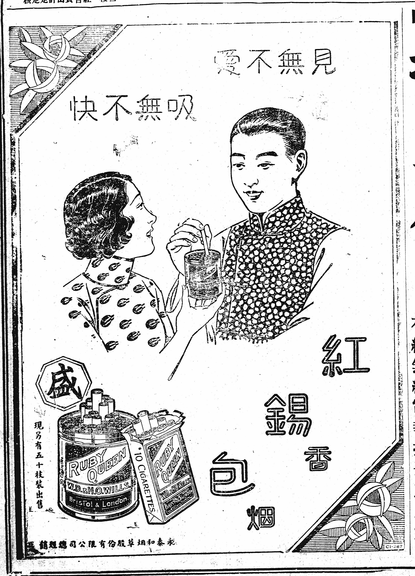 見無不愛
吸無不快
紅錫包
香烟
盛
現另有五十枝裝出售
RUBY
QUEEN
W.D.& H.O.WILLS
Bristol & London
RUBY
QUEEN
10 CIGARETTES
永泰和烟草股份有限公司總經